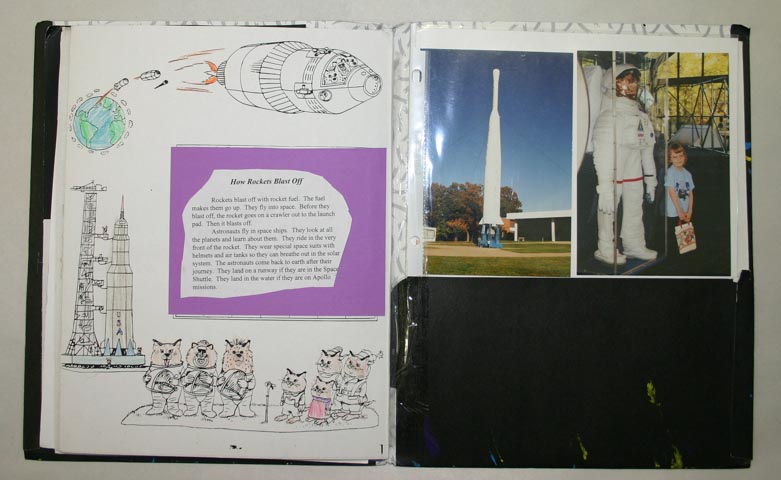 How Rockets Blast Off
Rockets blast off with rocket fuel. The fuel
makes them go up. They fly into space. Before they
blast off, the rocket goes on a crawler out to the launch
pad. Then it blasts off.
Astronauts fly in space ships. They look at all
the planets and learn about them. They ride in the very
front of the rocket. They wear special space suits with
helmets and air tanks so they can breathe out in the solar
system. The astronauts come back to earth after their
journey. They land on a runway if they are in the Space
Shuttle. They land in the water if they are on Apollo
missions.